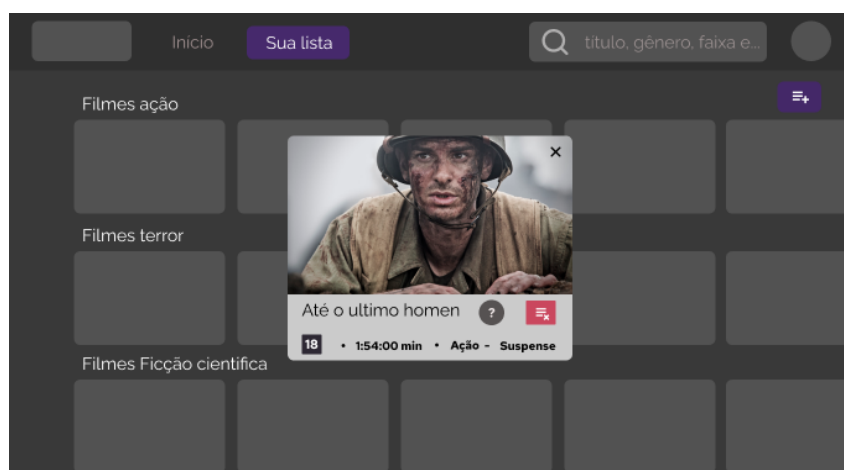 Início
Sua lista
titulo, gênero, faixa e...
Filmes ação
Filmes terror
Até o ultimo homen
?
18 • 1:54:00 min • Ação - Suspense
Filmes Ficção cientifica